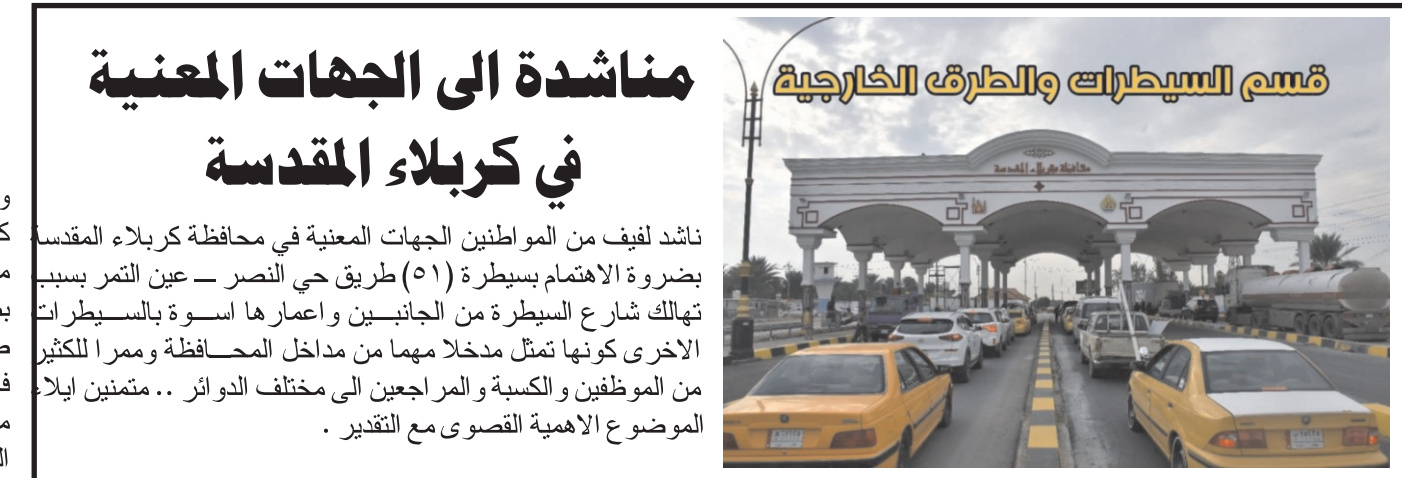 قسم السيطرات والطرق الخارجية
محافظة كربلاء المقدسة
مناشدة الى الجهات المعنية
في كربلاء المقدسة
ناشد لفيف من المواطنين الجهات المعنية في محافظة كربلاء المقدسة
بضروة الاهتمام بسيطرة (٥١) طريق حي النصر ــ عين التمر بسبب
تهالك شارع السيطرة من الجانبين واعمارها اسوة بالسيطرات
الاخرى كونها تمثل مدخلا مهما من مداخل المحافظة وممرا للكثير
من الموظفين والكسبة والمراجعين الى مختلف الدوائر .. متمنين ايلاء
الموضوع الاهمية القصوى مع التقدير .